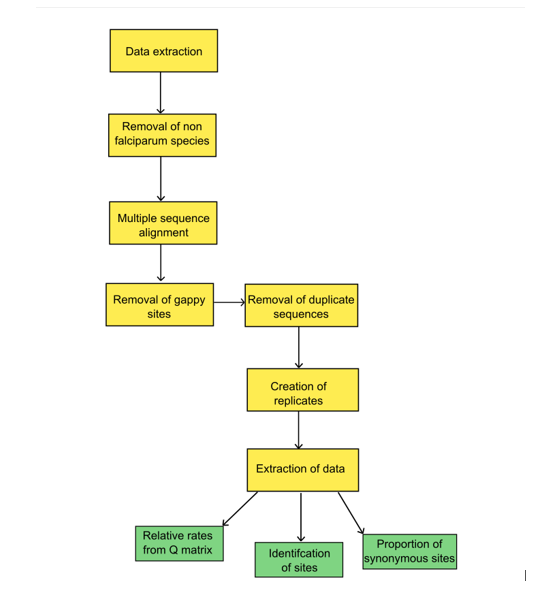 Data extraction
Removal of non
falciparum species
Multiple sequence
alignment
Removal of gappy
sites
Removal of duplicate
sequences
Creation of
replicates
Extraction of data
Relative rates
from Q matrix
Identifcation
of sites
Proportion of
synonymous sites